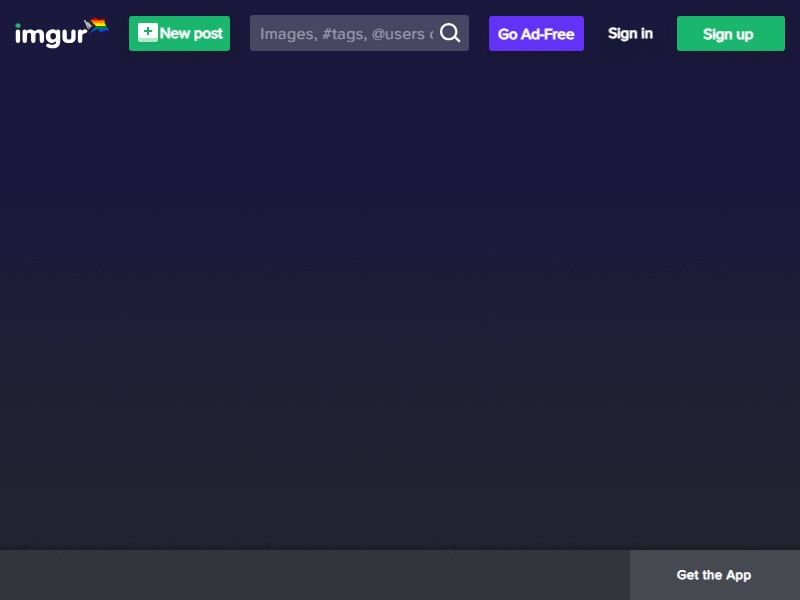 imgur
New post
Images, #tags, @users
Go Ad-Free
Sign in
Sign up
Get the App